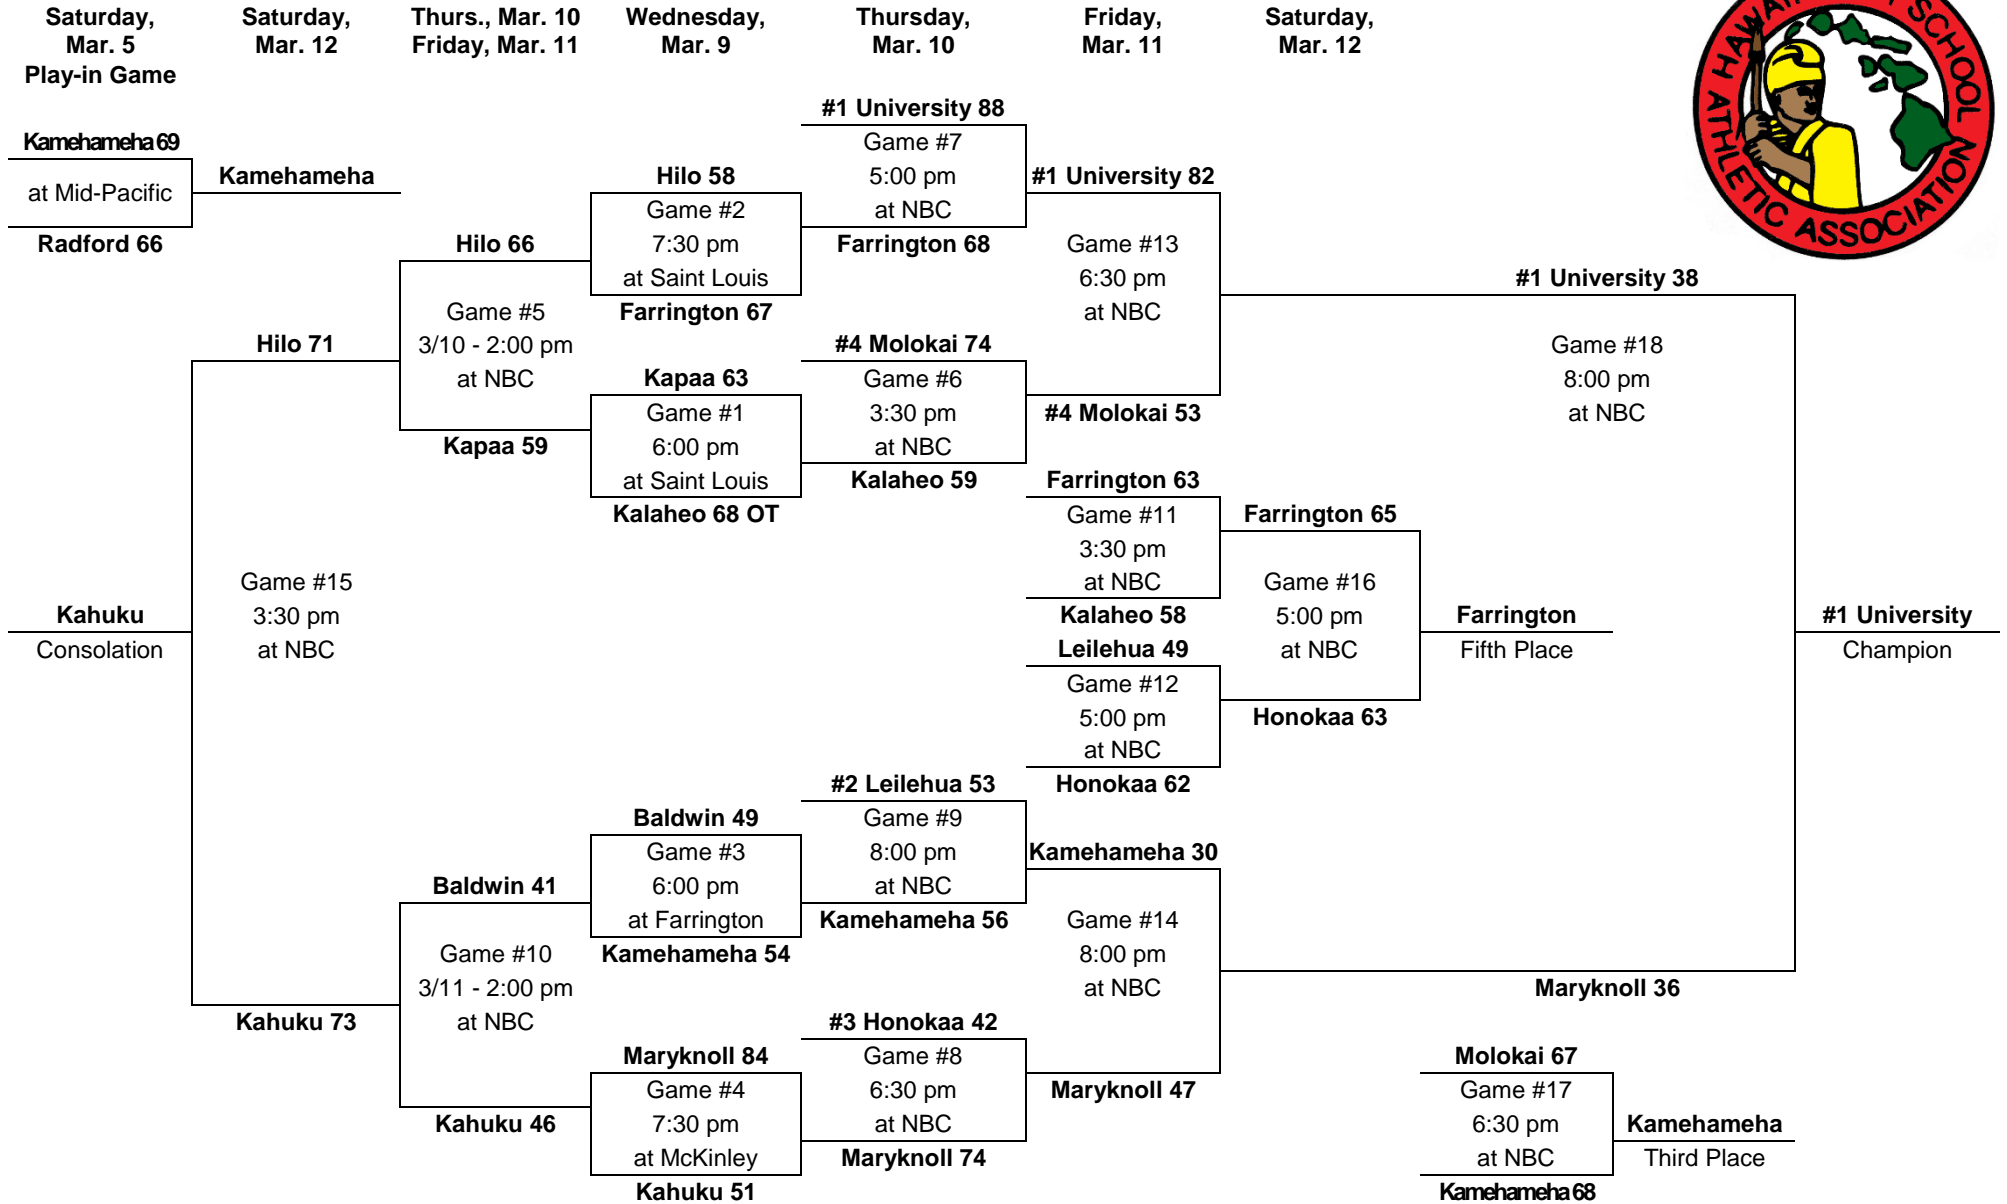 Saturday,
Mar. 5
Play-in Game
Saturday,
Mar. 12
Thurs., Mar. 10
Friday, Mar. 11
Wednesday,
Mar. 9
Thursday,
Mar. 10
Friday,
Mar. 11
Saturday,
Mar. 12
Kamehameha 69
at Mid-Pacific
Radford 66
Kamehameha
Hilo 71
Game #15
3:30 pm
at NBC
Kahuku 73
Kahuku
Consolation
Hilo 66
Game #5
3/10 - 2:00 pm
at NBC
Kapaa 59
Baldwin 41
Game #10
3/11 - 2:00 pm
at NBC
Kahuku 46
Hilo 58
Game #2
7:30 pm
at Saint Louis
Farrington 67
Kapaa 63
Game #1
6:00 pm
at Saint Louis
Kalaheo 68 OT
Baldwin 49
Game #3
6:00 pm
at Farrington
Kamehameha 54
Maryknoll 84
Game #4
7:30 pm
at McKinley
Kahuku 51
#1 University 88
Game #7
5:00 pm
at NBC
Farrington 68
#4 Molokai 74
Game #6
3:30 pm
at NBC
Kalaheo 59
#2 Leilehua 53
Game #9
8:00 pm
at NBC
Kamehameha 56
#3 Honokaa 42
Game #8
6:30 pm
at NBC
Maryknoll 74
#1 University 82
Game #13
6:30 pm
at NBC
#4 Molokai 53
Farrington 63
Game #11
3:30 pm
at NBC
Kalaheo 58
Leilehua 49
Game #12
5:00 pm
at NBC
Honokaa 62
Kamehameha 30
Game #14
8:00 pm
at NBC
Maryknoll 47
Farrington 65
Game #16
5:00 pm
at NBC
Honokaa 63
Farrington
Fifth Place
#1 University 38
Game #18
8:00 pm
at NBC
Maryknoll 36
#1 University
Champion
Molokai 67
Game #17
6:30 pm
at NBC
Kamehameha 68
Kamehameha
Third Place
SCHOOL
ATHLETIC ASSOCIATION